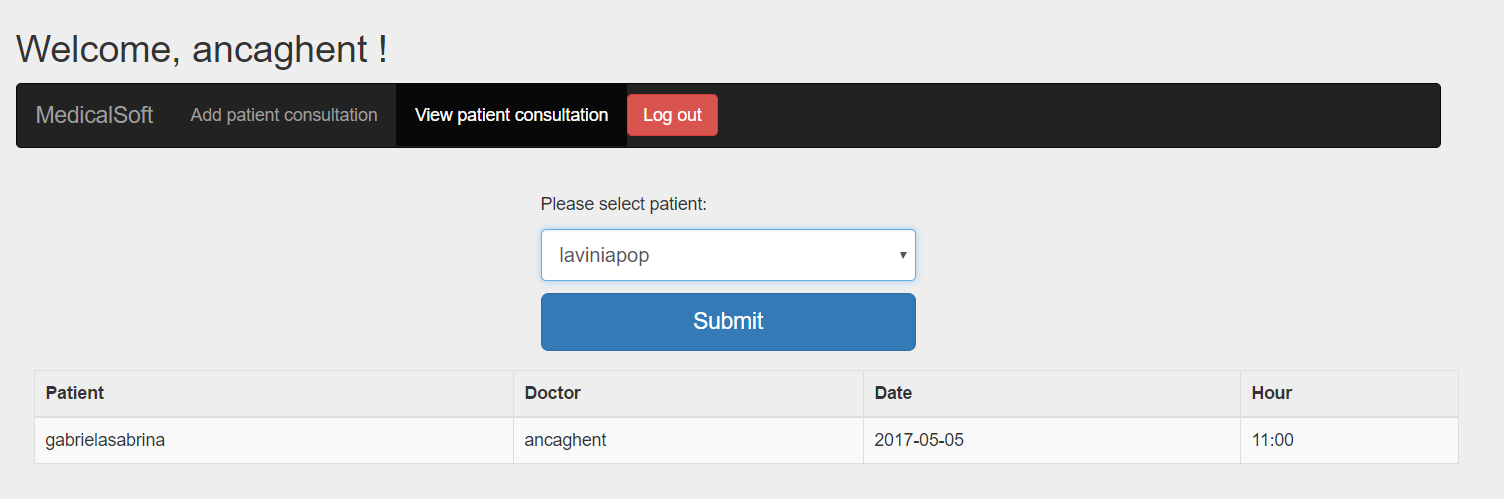 Welcome, ancaghent !
MedicalSoft Add patient consultation View patient consultation Log out
Please select patient:
laviniapop
Submit
Patient Doctor Date Hour
gabrielasabrina ancaghent 2017-05-05 11:00